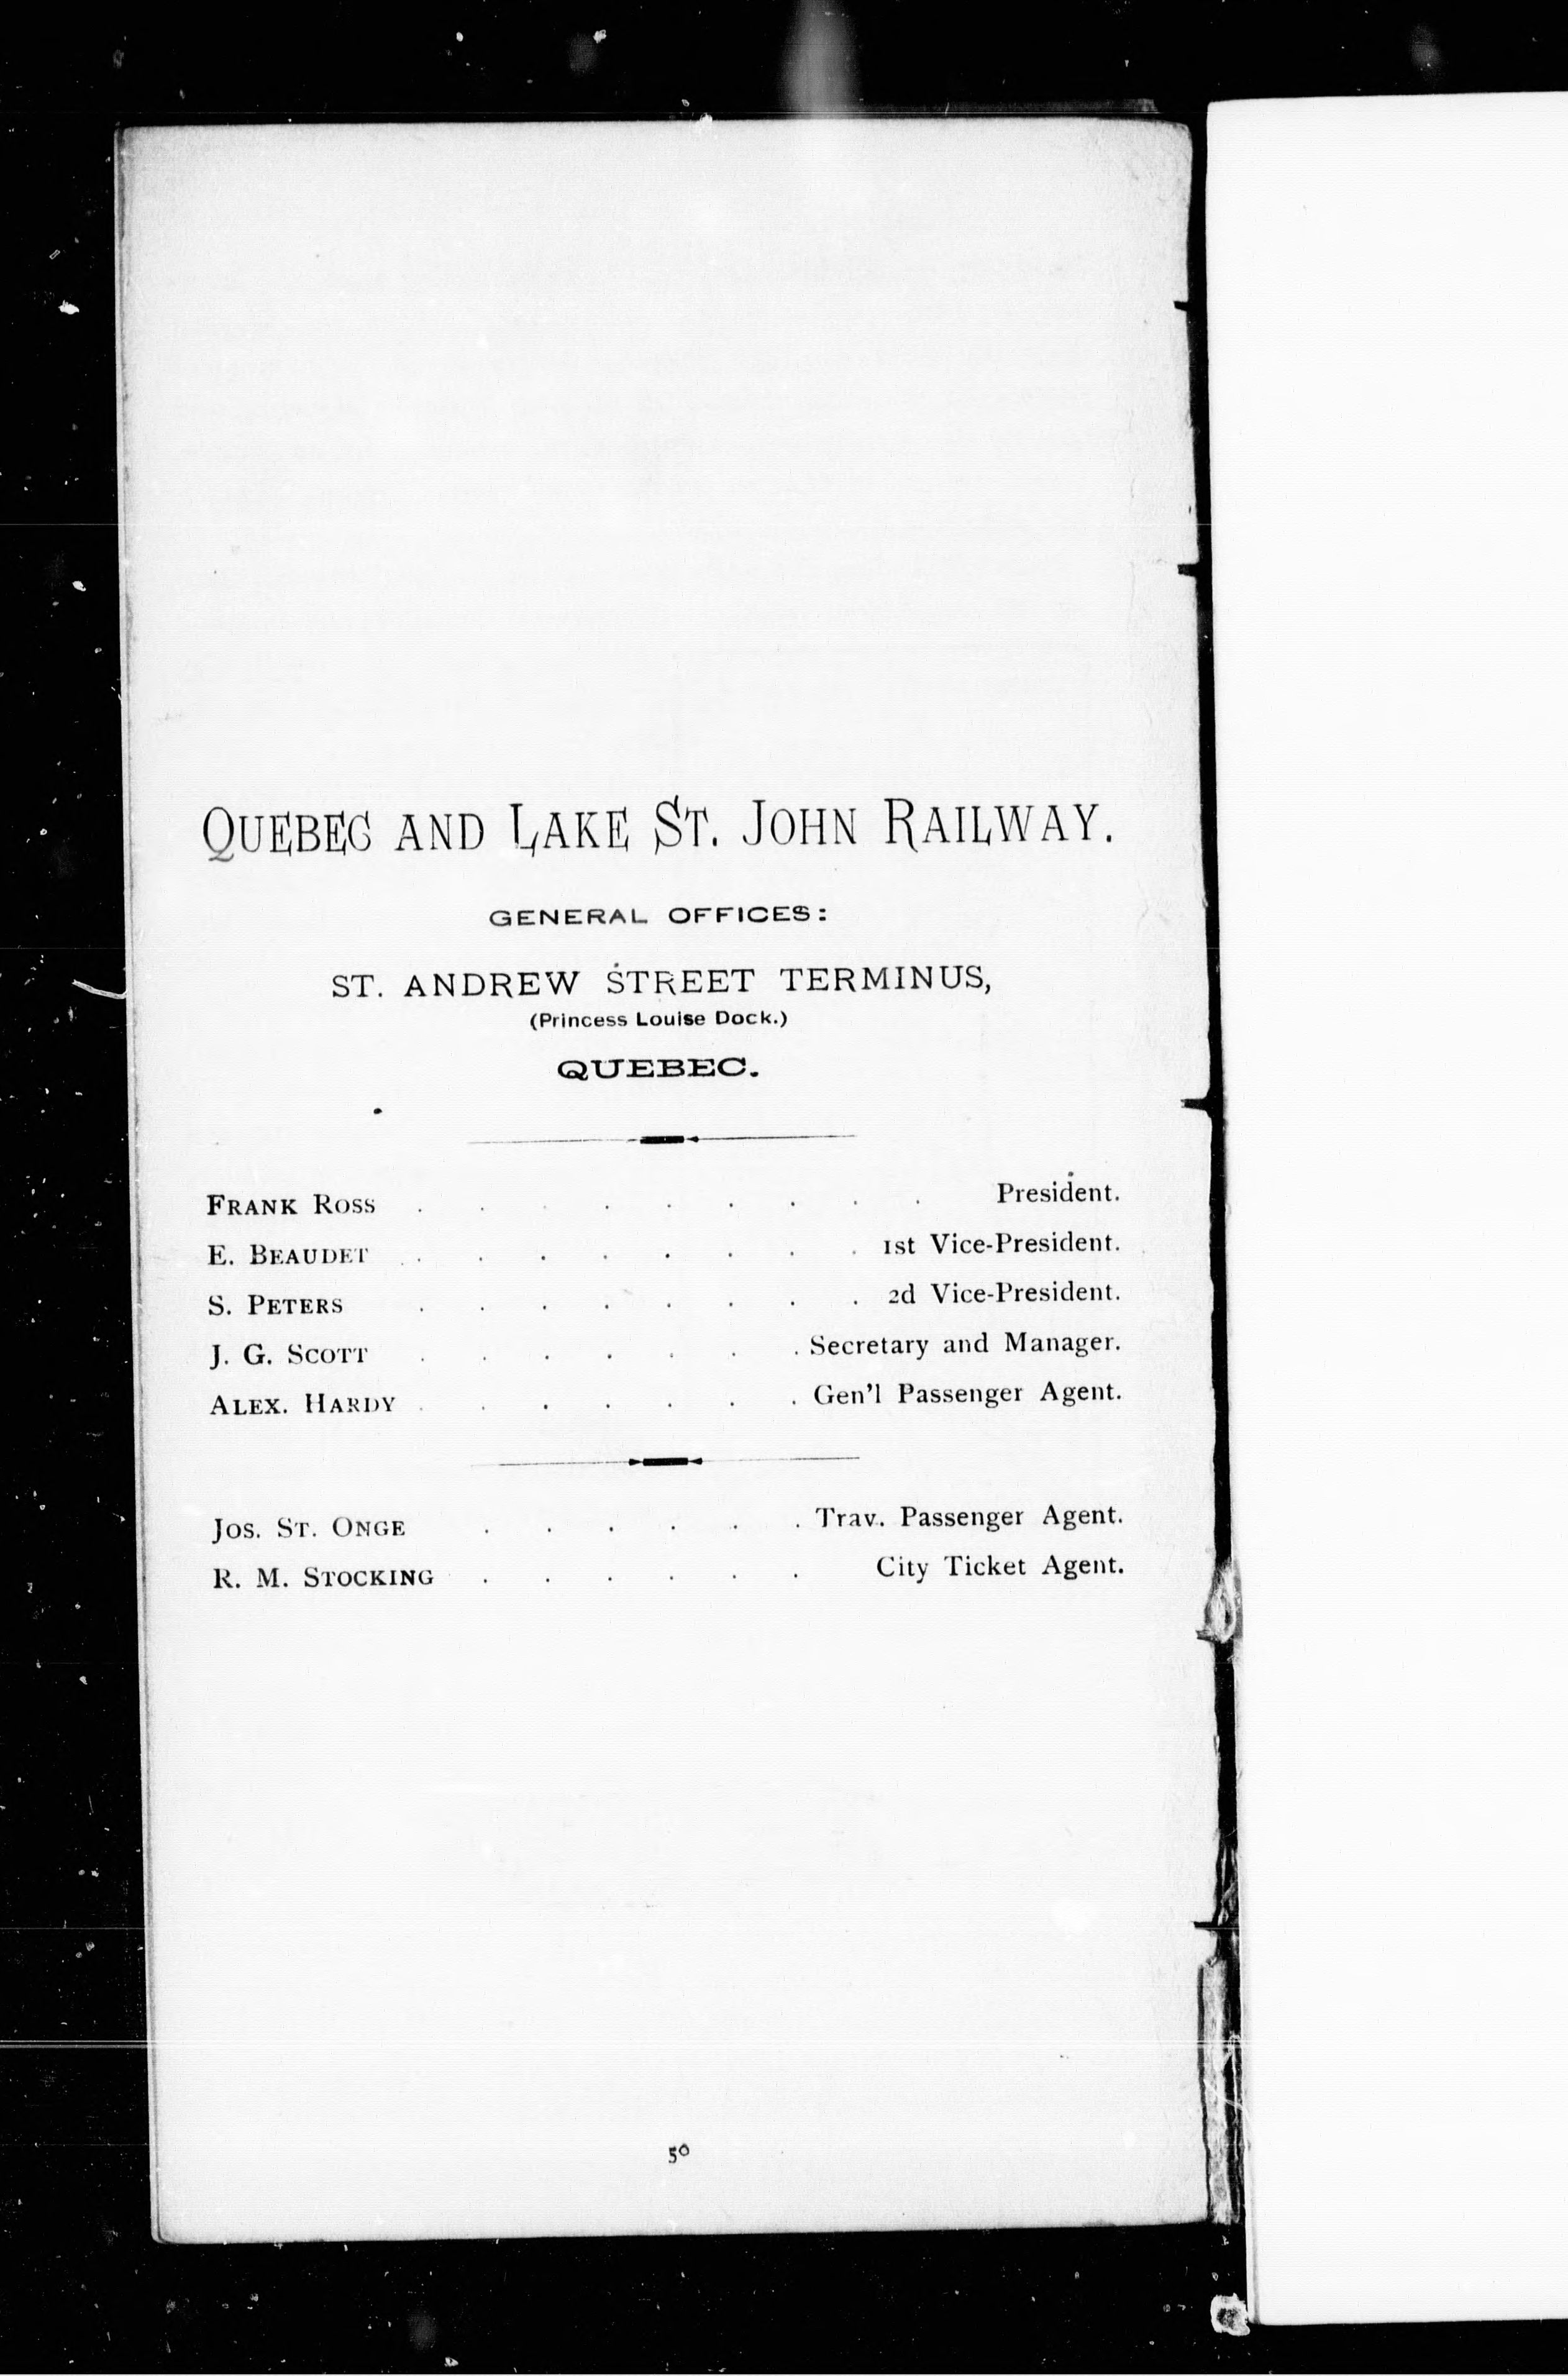 QUEBEC AND LAKE ST. JOHN RAILWAY.
GENERAL OFFICES:
ST. ANDREW STREET TERMINUS,
(Princess Louise Dock.)
QUEBEC.
FRANK ROSS . . . . . . . . . President.
E. BEAUDET . . . . . . . . 1st Vice-President.
S. PETERS . . . . . . . . 2d Vice-President.
J. G. SCOTT . . . . . . . Secretary and Manager.
ALEX. HARDY . . . . . . . Gen'l Passenger Agent.
JOS. ST. ONGE . . . . . . Trav. Passenger Agent.
R. M. STOCKING . . . . . . City Ticket Agent.
50